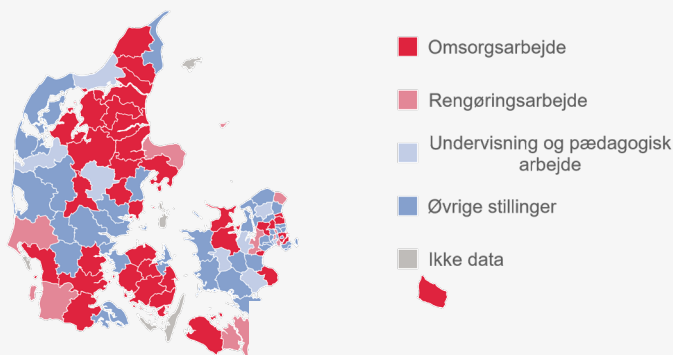 Omsorgsarbejde
Rengøringsarbejde
Undervisning og pædagogisk
arbejde
Øvrige stillinger
Ikke data